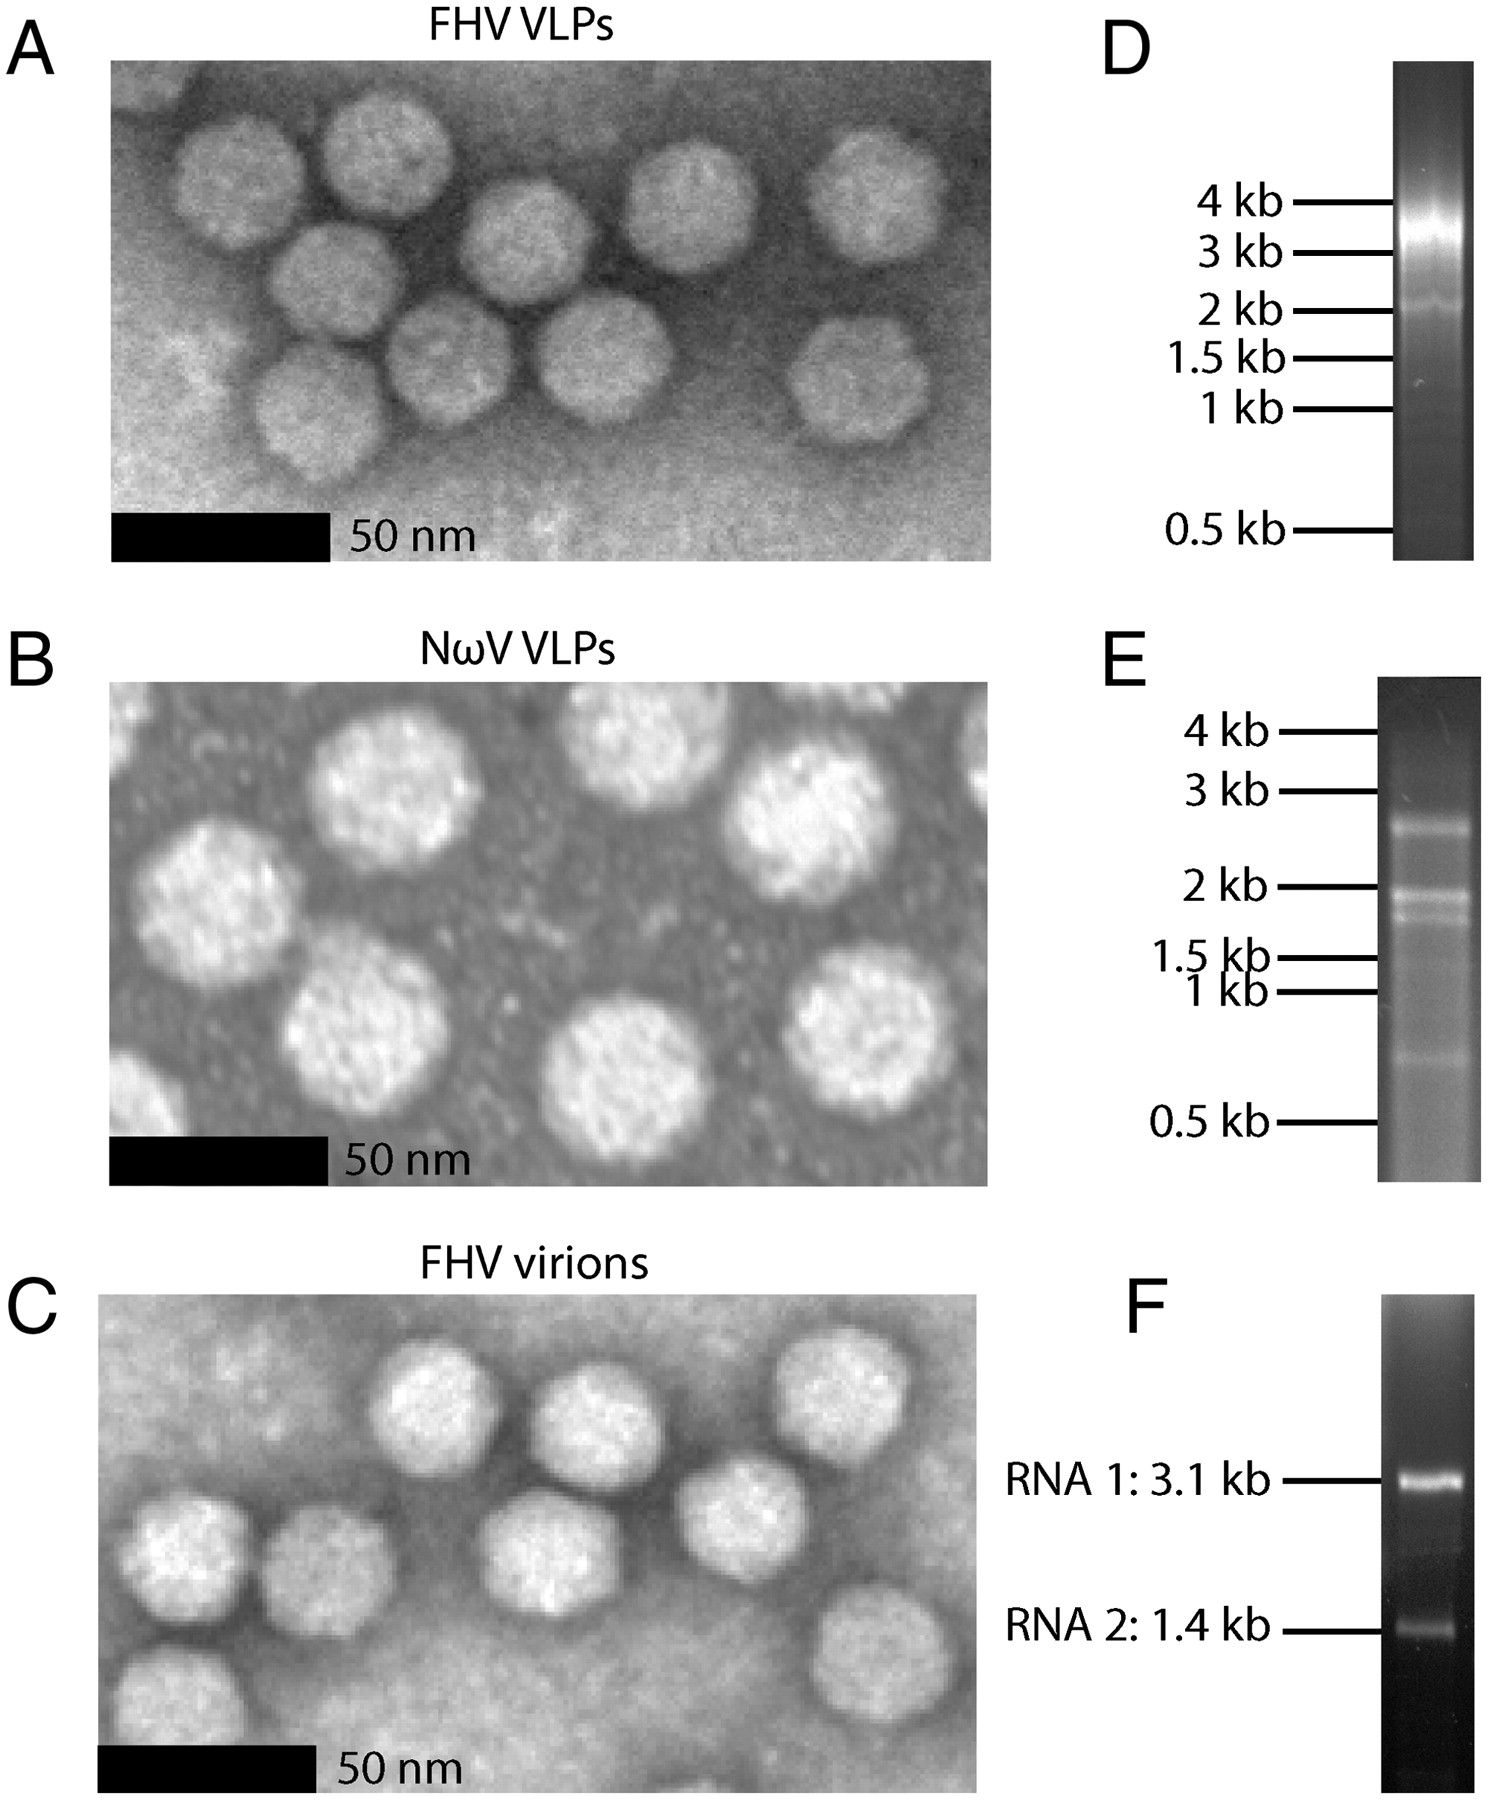 A
FHV VLPs
50 nm
D
4 kb
3 kb
2 kb
1.5 kb
1 kb
0.5 kb
B
NωV VLPs
50 nm
E
4 kb
3 kb
2 kb
1.5 kb
1 kb
0.5 kb
C
FHV virions
50 nm
F
RNA 1: 3.1 kb
RNA 2: 1.4 kb